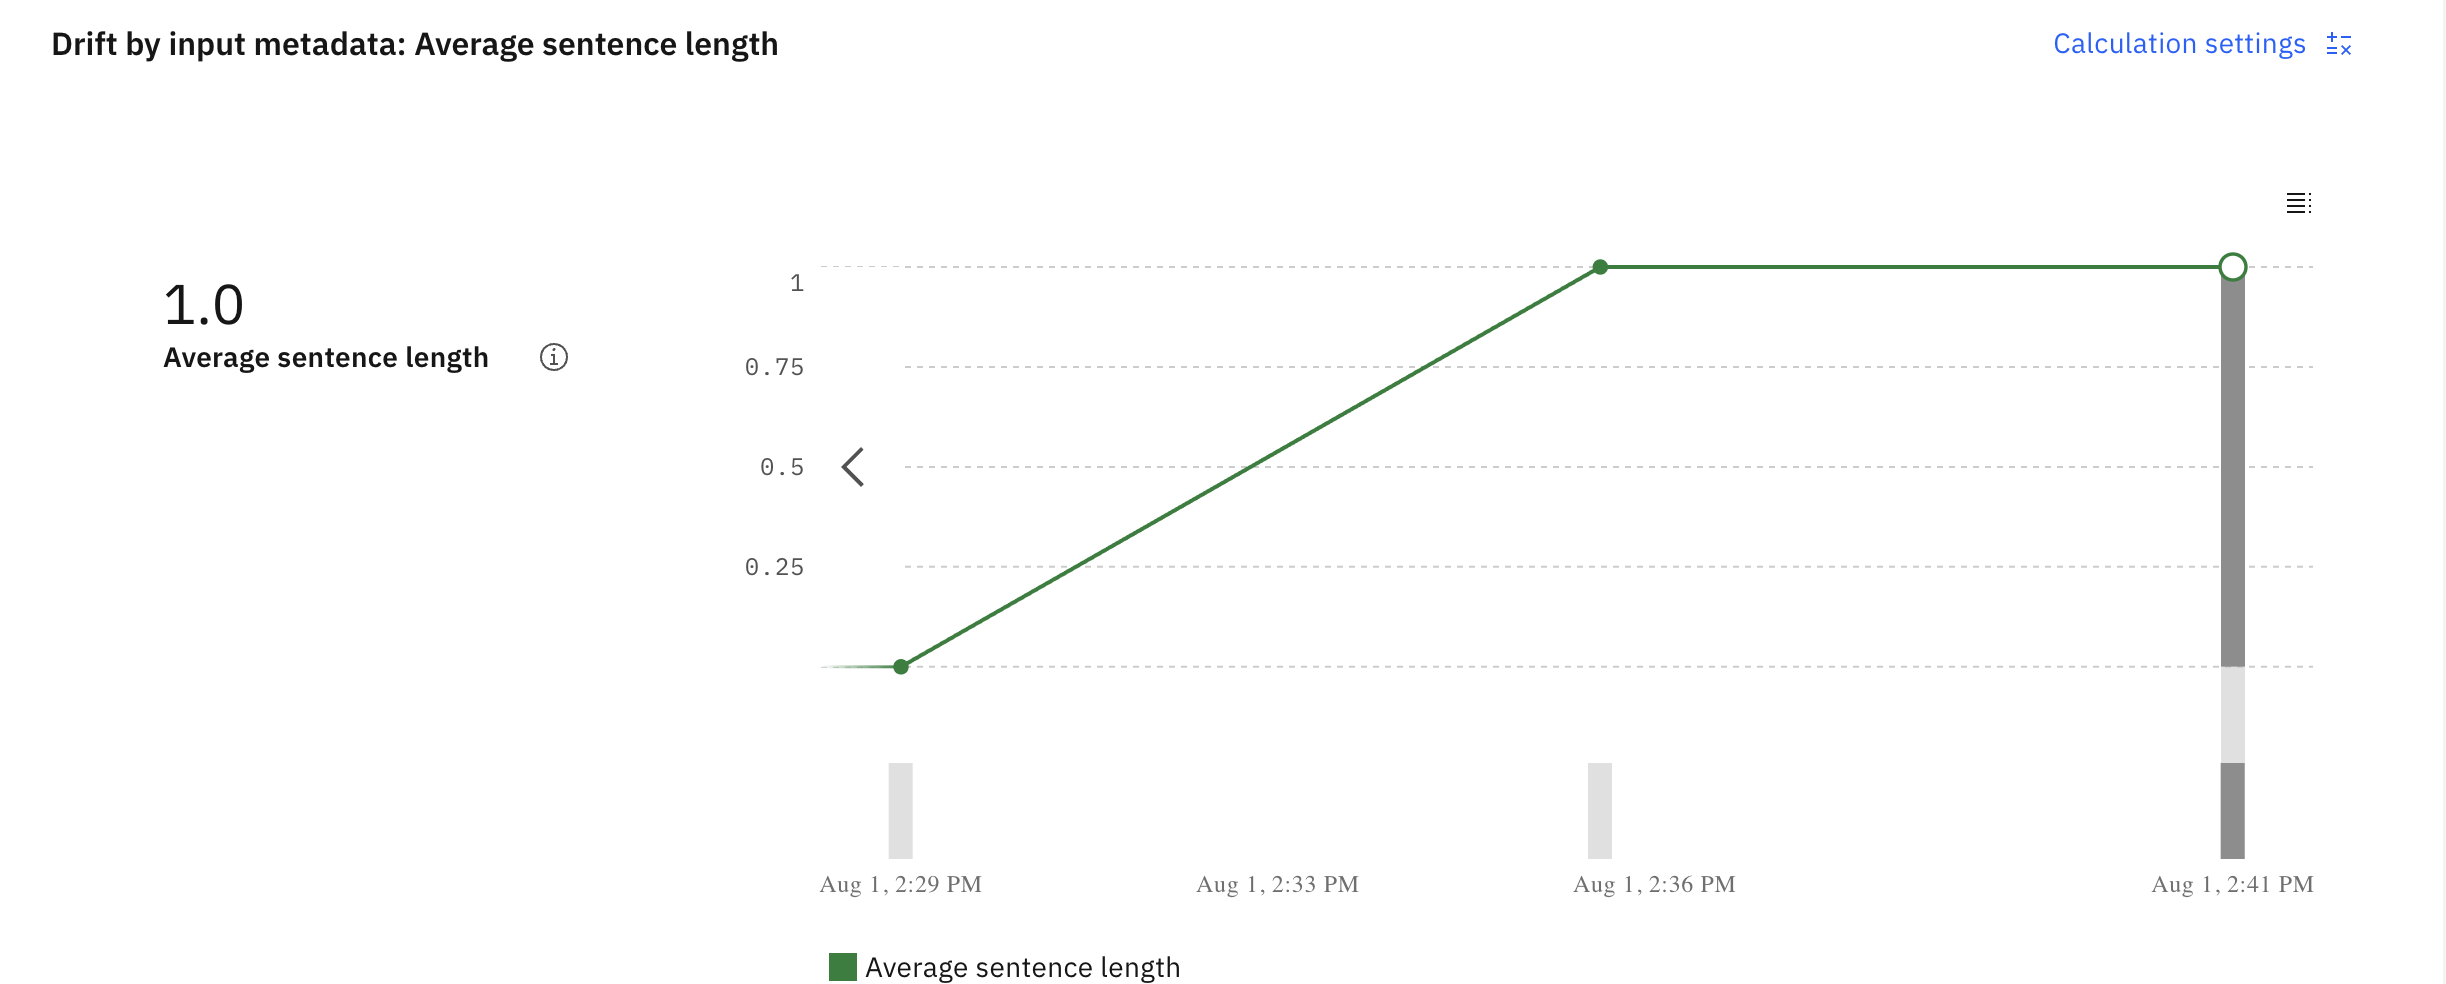 Drift by input metadata: Average sentence length
Calculation settings
1.0
Average sentence length
1
0.75
0.5
0.25
Aug 1, 2:29 PM
Aug 1, 2:33 PM
Aug 1, 2:36 PM
Aug 1, 2:41 PM
Average sentence length